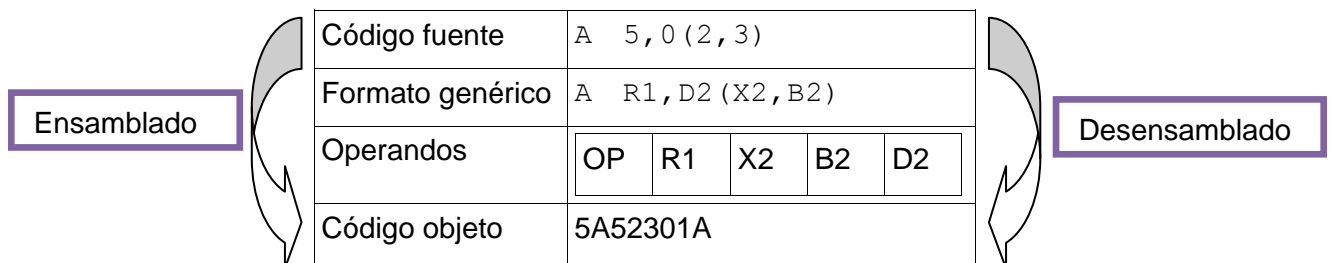 Código fuente A 5,0(2,3)
Formato genérico A R1,D2(X2,B2)
Ensamblado
Desensamblado
Operandos OP R1 X2 B2 D2
Código objeto 5A52301A